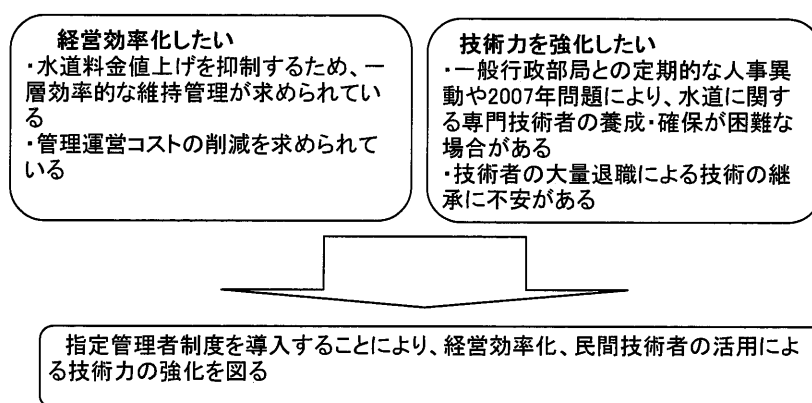 経営効率化したい
・水道料金値上げを抑制するため、一
層効率的な維持管理が求められてい
る
・管理運営コストの削減を求められて
いる
技術力を強化したい
・一般行政部局との定期的な人事異
動や2007年問題により、水道に関す
る専門技術者の養成・確保が困難な
場合がある
・技術者の大量退職による技術の継
承に不安がある
指定管理者制度を導入することにより、経営効率化、民間技術者の活用によ
る技術力の強化を図る